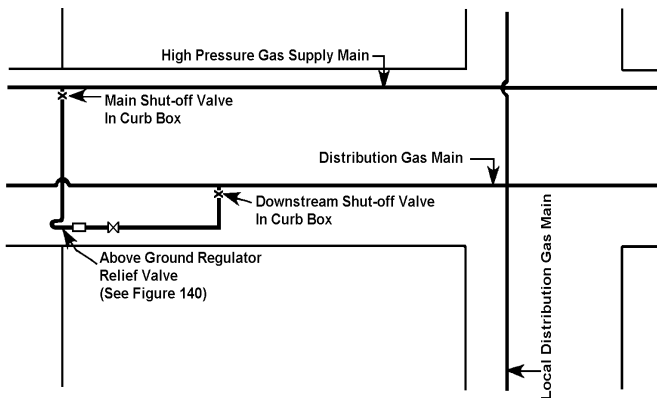 High Pressure Gas Supply Main
Main Shut-off Valve
In Curb Box
Distribution Gas Main
Downstream Shut-off Valve
In Curb Box
Above Ground Regulator
Relief Valve
(See Figure 140)
Local Distribution Gas Main